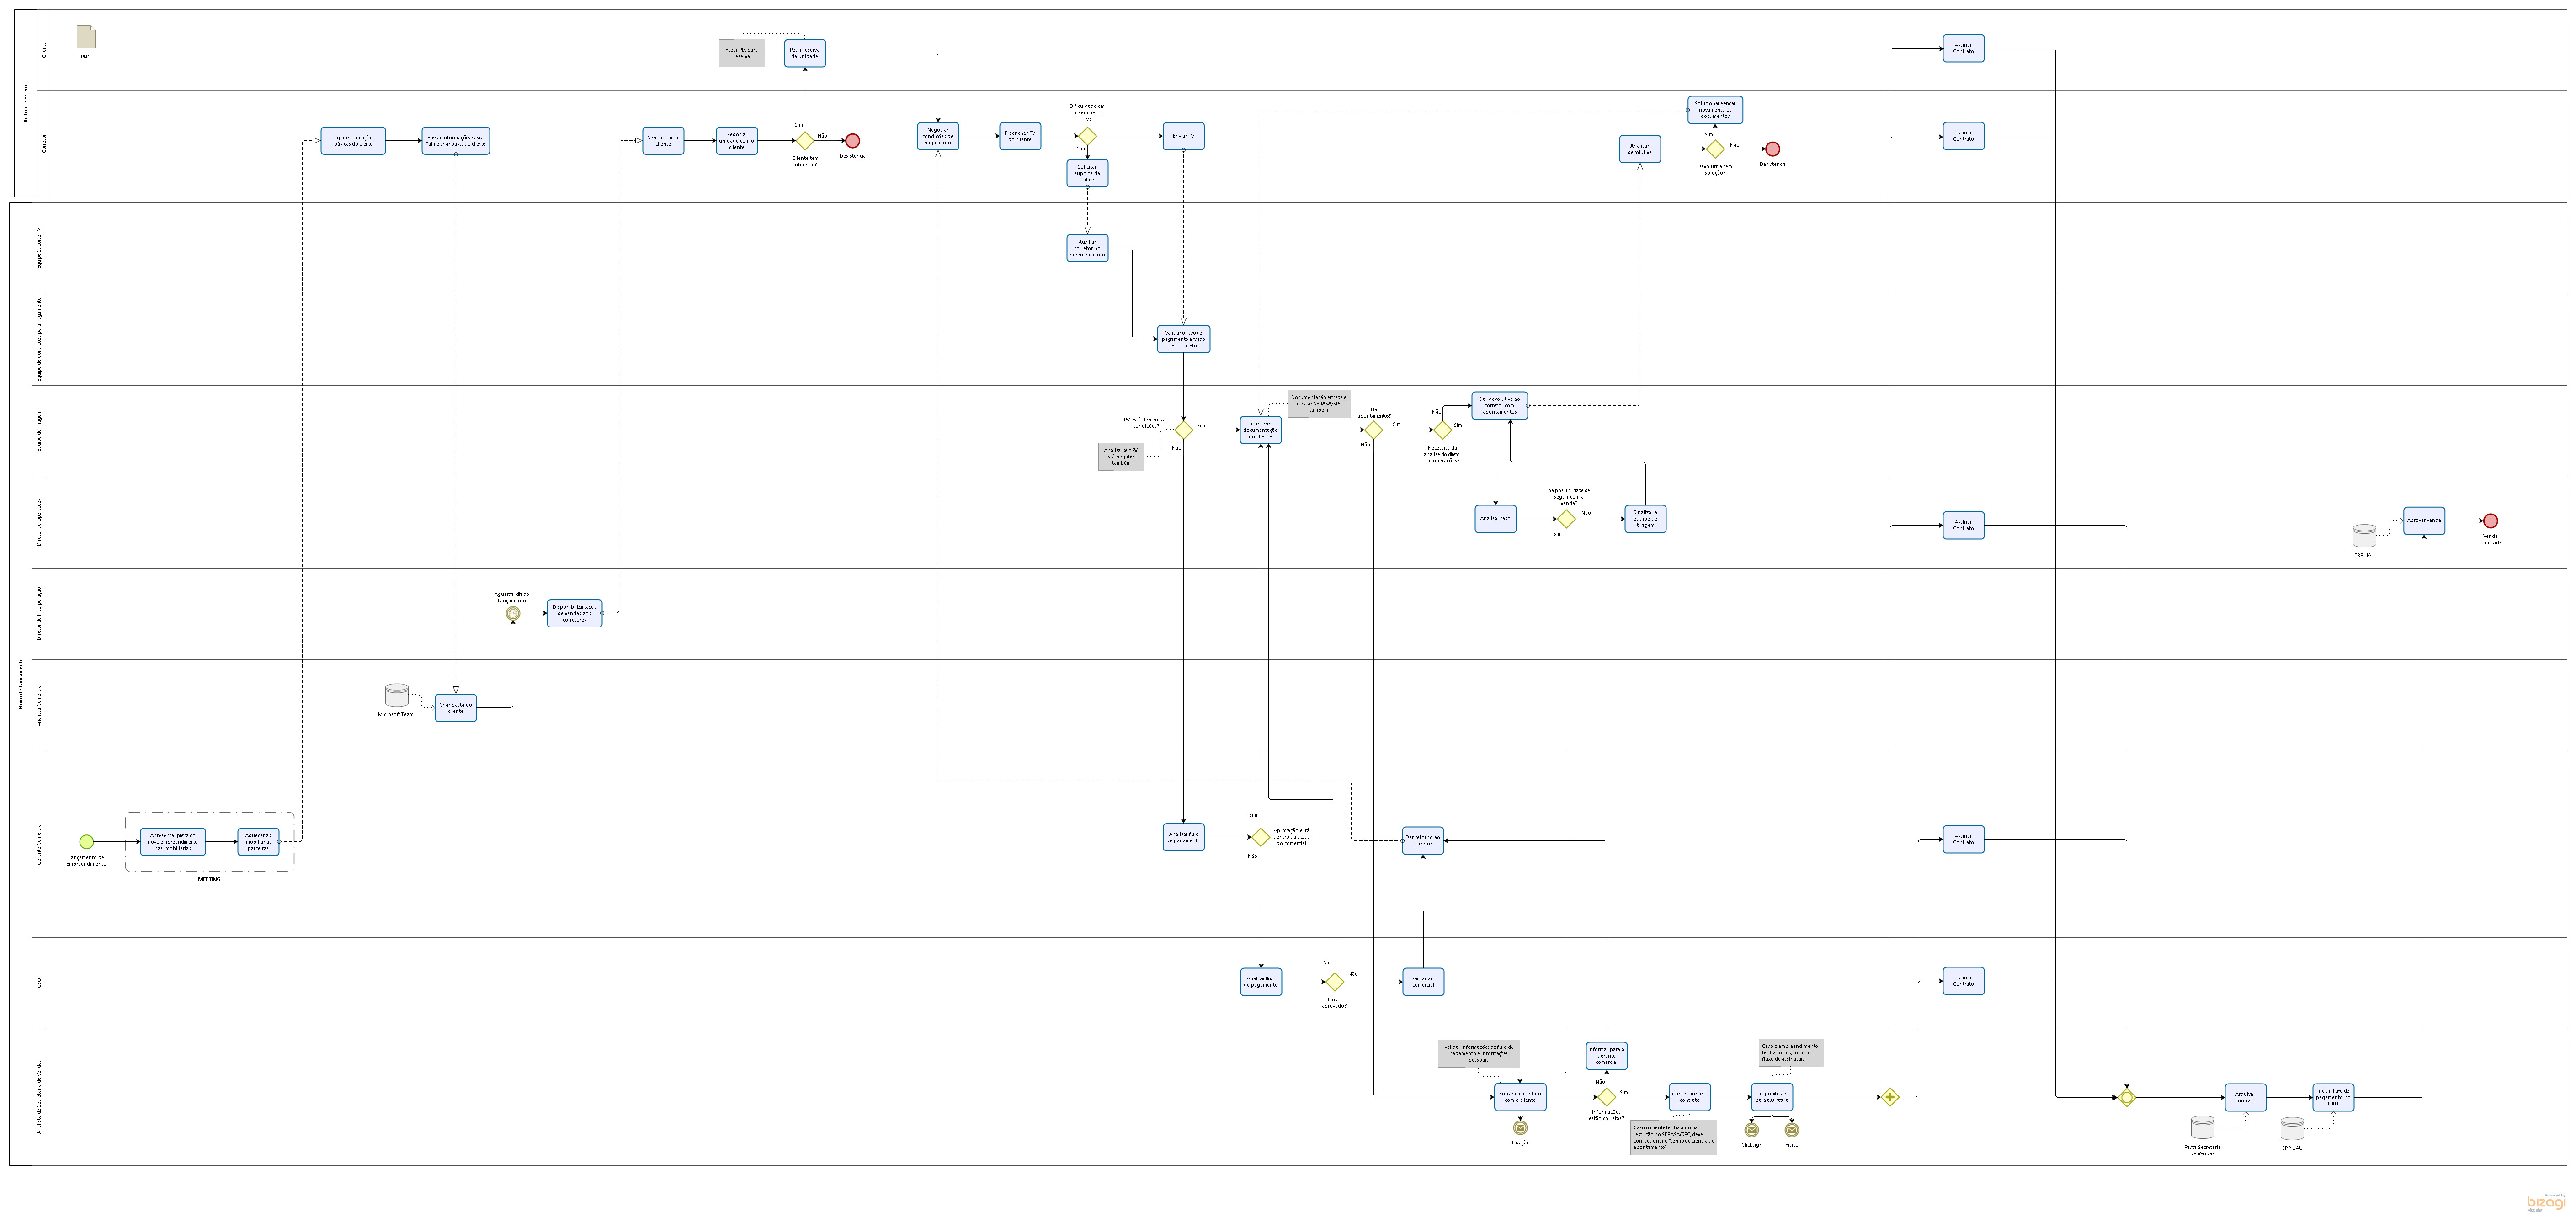 Ambiente Externo
Cliente
PNG
Fazer PIX para
reserva
Pedir reserva
da unidade
Assinar
Contrato
Corretor
Pegar informações
básicas do cliente
Enviar informações para a
Palme criar pasta do cliente
Sentar com o
cliente
Negociar
unidade com o
cliente
Sim
Não
Cliente tem
interesse?
Desistência
Negociar
condições de
pagamento
Preencher PV
do cliente
Dificuldade em
preencher o
PV?
Sim
Enviar PV
Solicitar
suporte da
Palme
Solucionar e enviar
novamente os
documentos
Analisar
devolutiva
Sim
Não
Devolutiva tem
solução?
Desistência
Assinar
Contrato
Fluxo de Lançamento
Equipe Suporte PV
Auxiliar
corretor no
preenchimento
Equipe de Condições para Pagamento
Validar o fluxo de
pagamento enviado
pelo corretor
Equipe de Triagem
PV está dentro das
condições?
Sim
Não
Analisar se o PV
está negativo
também
Conferir
documentação
do cliente
Documentação enviada e
acessar SERASA/SPC
também
Há
apontamentos?
Sim
Não
Não
Sim
Necessita da
análise do diretor
de operações?
Dar devolutiva ao
corretor com
apontamentos
Diretor de Operações
Analisar caso
há possibilidade de
seguir com a
venda?
Não
Sim
Sinalizar a
equipe de
triagem
Assinar
Contrato
ERP UAU
Aprovar venda
Venda
concluída
Diretor de Incorporação
Aguardar dia do
Lançamento
Disponibilizar tabela
de vendas aos
corretores
Analista Comercial
Microsoft Teams
Criar pasta do
cliente
Gerente Comercial
Lançamento de
Empreendimento
Apresentar prévia do
novo empreendimento
nas imobiliárias
Aquecer as
imobiliárias
parceiras
MEETING
Analisar fluxo
de pagamento
Sim
Não
Aprovação está
dentro da alçada
do comercial
Dar retorno ao
corretor
Assinar
Contrato
CEO
Analisar fluxo
de pagamento
Sim
Não
Fluxo
aprovado?
Avisar ao
comercial
Assinar
Contrato
Analista de Secretaria de Vendas
validar informações do fluxo de
pagamento e informações
pessoais
Entrar em contato
com o cliente
Ligação
Informar para a
gerente
comercial
Não
Sim
Informações
estão corretas?
Confeccionar o
contrato
Caso o cliente tenha alguma
restrição no SERASA/SPC, deve
confeccionar o "termo de ciencia de
apontamento"
Caso o empreendimento
tenha sócios, incluir no
fluxo de assinatura
Disponibilizar
para assinatura
Clicksign
Físico
Arquivar
contrato
Pasta Secretaria
de Vendas
Incluir fluxo de
pagamento no
UAU
ERP UAU
Powered by
bizagi
Modeler